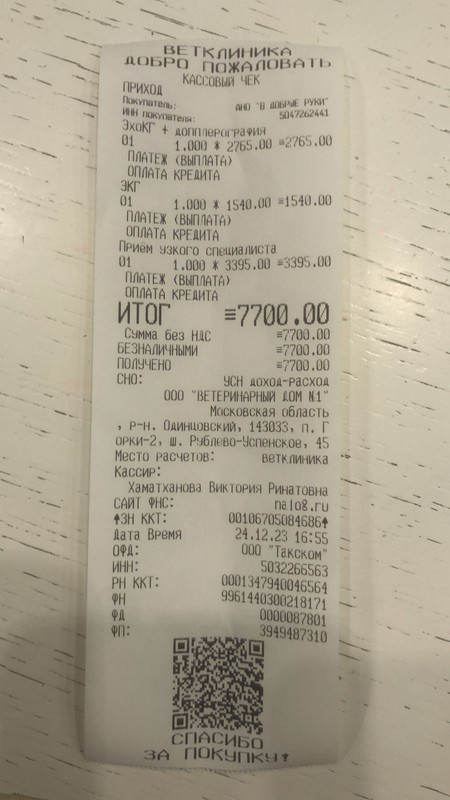 ВЕТКЛИНИКА
ДОБРО ПОЖАЛОВАТЬ
КАССОВЫЙ ЧЕК
ПРИХОД
Покупатель: АНО "В ДОБРЫЕ РУКИ"
ИНН покупателя: 5047262441
ЭхоКГ + допплерография
01 1.000 * 2765.00 =2765.00
ПЛАТЕЖ (ВЫПЛАТА)
ОПЛАТА КРЕДИТА
ЭКГ
01 1.000 * 1540.00 =1540.00
ПЛАТЕЖ (ВЫПЛАТА)
ОПЛАТА КРЕДИТА
Приём узкого специалиста
01 1.000 * 3395.00 =3395.00
ПЛАТЕЖ (ВЫПЛАТА)
ОПЛАТА КРЕДИТА
ИТОГ =7700.00
Сумма без НДС =7700.00
БЕЗНАЛИЧНЫМИ =7700.00
ПОЛУЧЕНО =7700.00
СНО: УСН доход-расход
ООО "ВЕТЕРИНАРНЫЙ ДОМ №1"
Московская область
, р-н. Одинцовский, 143033, п. Г
орки-2, ш. Рублево-Успенское, 45
Место расчетов: ветклиника
Кассир:
Хаматханова Виктория Ринатовна
САЙТ ФНС: nalog.ru
↑ЗН ККТ: 00106705084686↑
Дата Время 24.12.23 16:55
ОФД: ООО "Такском"
ИНН: 5032266563
РН ККТ: 0001347940046564
ФН 9961440300218171
ФД 0000087801
ФП: 3949487310
СПАСИБО
ЗА ПОКУПКУ!